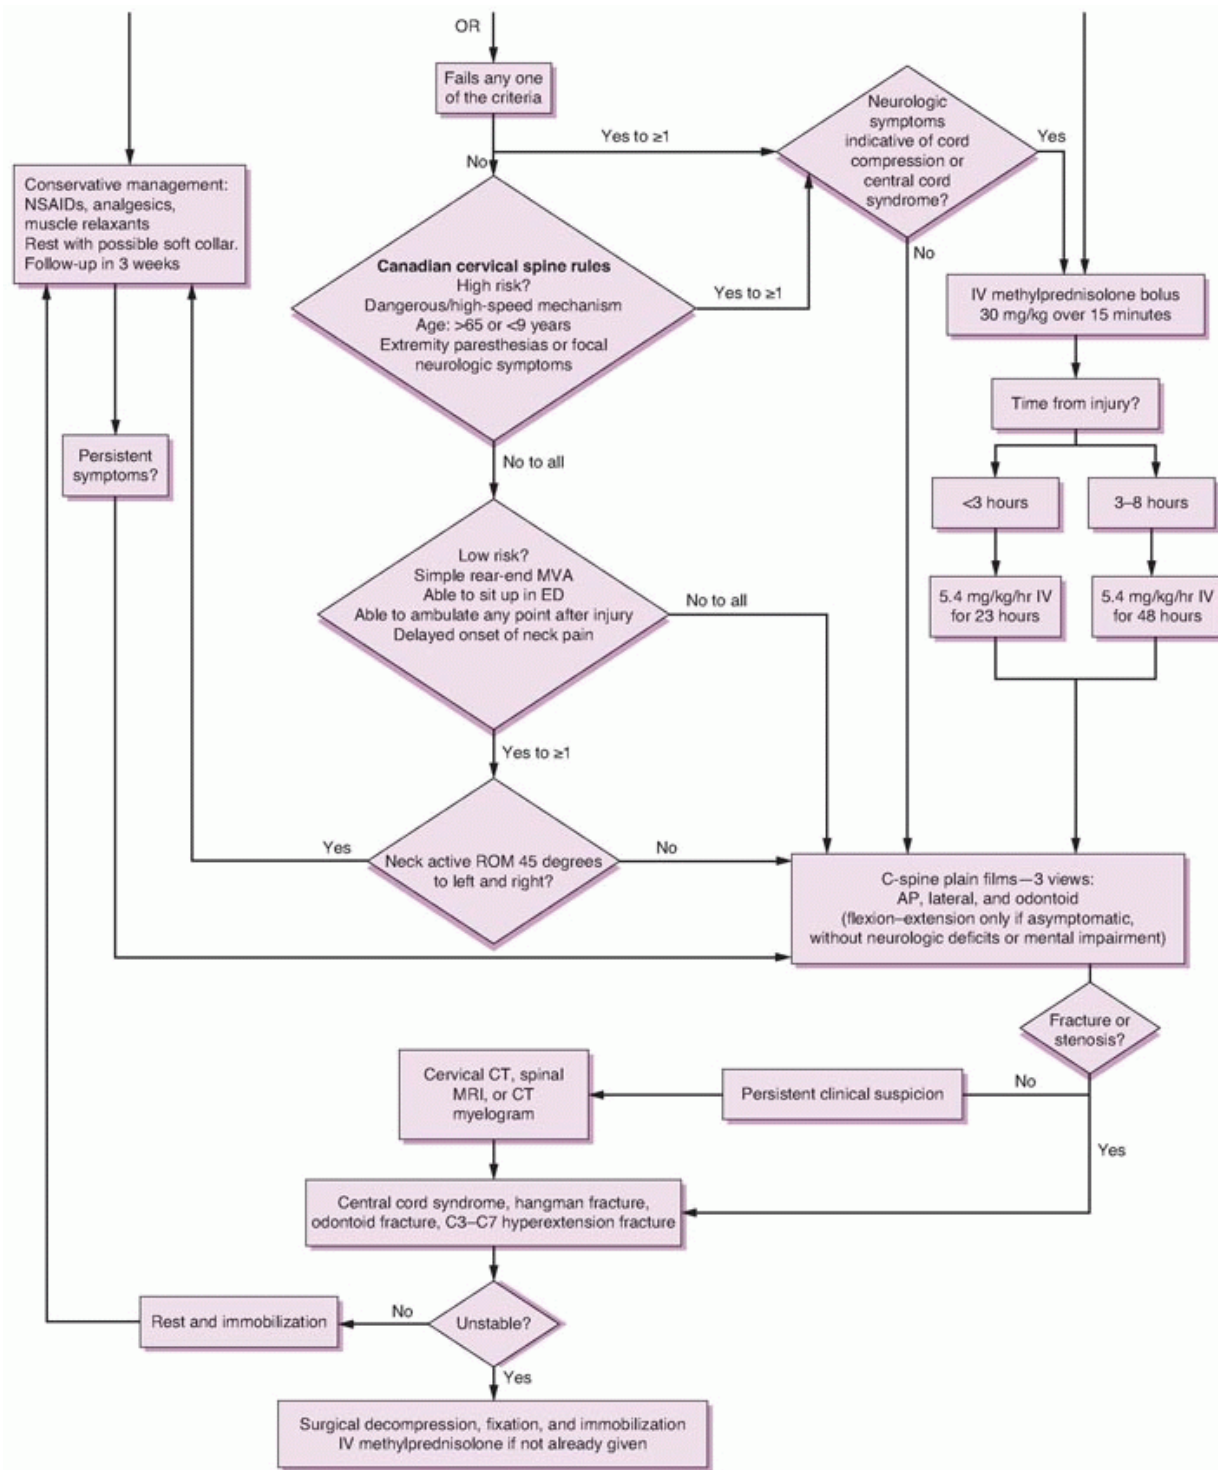 OR
Fails any one
of the criteria
Yes to ≥1
No
Neurologic
symptoms
indicative of cord
compression or
central cord
syndrome?
Yes
No
Conservative management:
NSAIDs, analgesics,
muscle relaxants
Rest with possible soft collar.
Follow-up in 3 weeks
Canadian cervical spine rules
High risk?
Dangerous/high-speed mechanism
Age: >65 or <9 years
Extremity paresthesias or focal
neurologic symptoms
Yes to ≥1
IV methylprednisolone bolus
30 mg/kg over 15 minutes
Time from injury?
Persistent
symptoms?
No to all
<3 hours
3–8 hours
Low risk?
Simple rear-end MVA
Able to sit up in ED
Able to ambulate any point after injury
Delayed onset of neck pain
No to all
5.4 mg/kg/hr IV
for 23 hours
5.4 mg/kg/hr IV
for 48 hours
Yes to ≥1
Yes
Neck active ROM 45 degrees
to left and right?
No
C-spine plain films—3 views:
AP, lateral, and odontoid
(flexion–extension only if asymptomatic,
without neurologic deficits or mental impairment)
Fracture or
stenosis?
Cervical CT, spinal
MRI, or CT
myelogram
Persistent clinical suspicion
No
Yes
Central cord syndrome, hangman fracture,
odontoid fracture, C3–C7 hyperextension fracture
Rest and immobilization
No
Unstable?
Yes
Surgical decompression, fixation, and immobilization
IV methylprednisolone if not already given